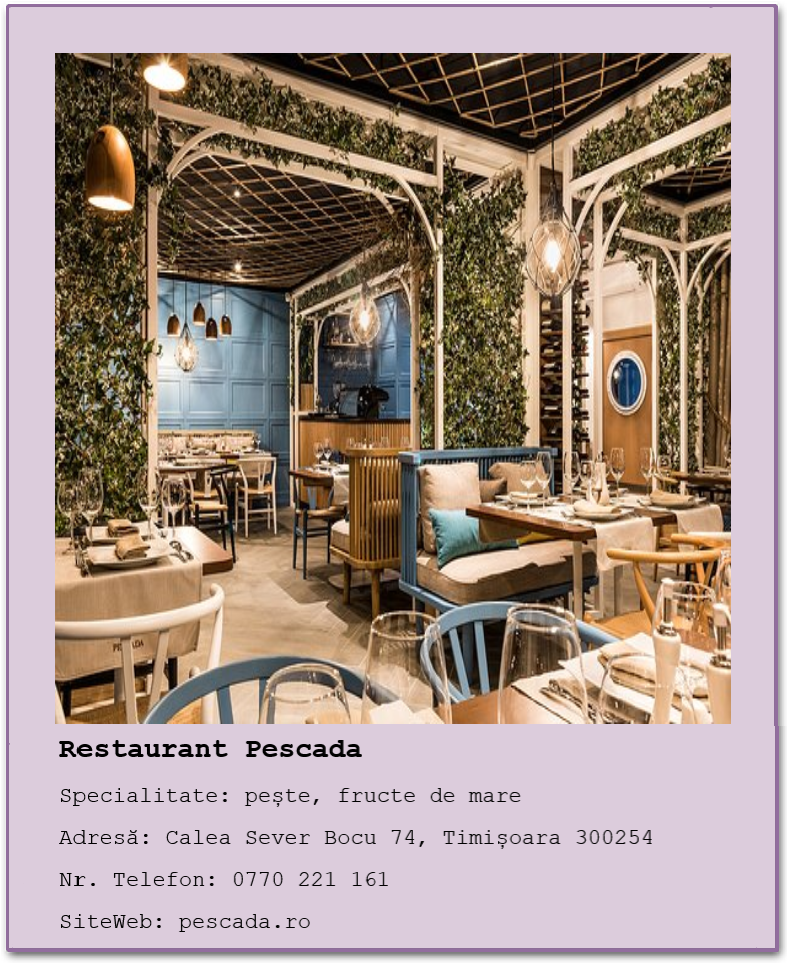 Restaurant Pescada
Specialitate: pește, fructe de mare
Adresă: Calea Sever Bocu 74, Timișoara 300254
Nr. Telefon: 0770 221 161
SiteWeb: pescada.ro